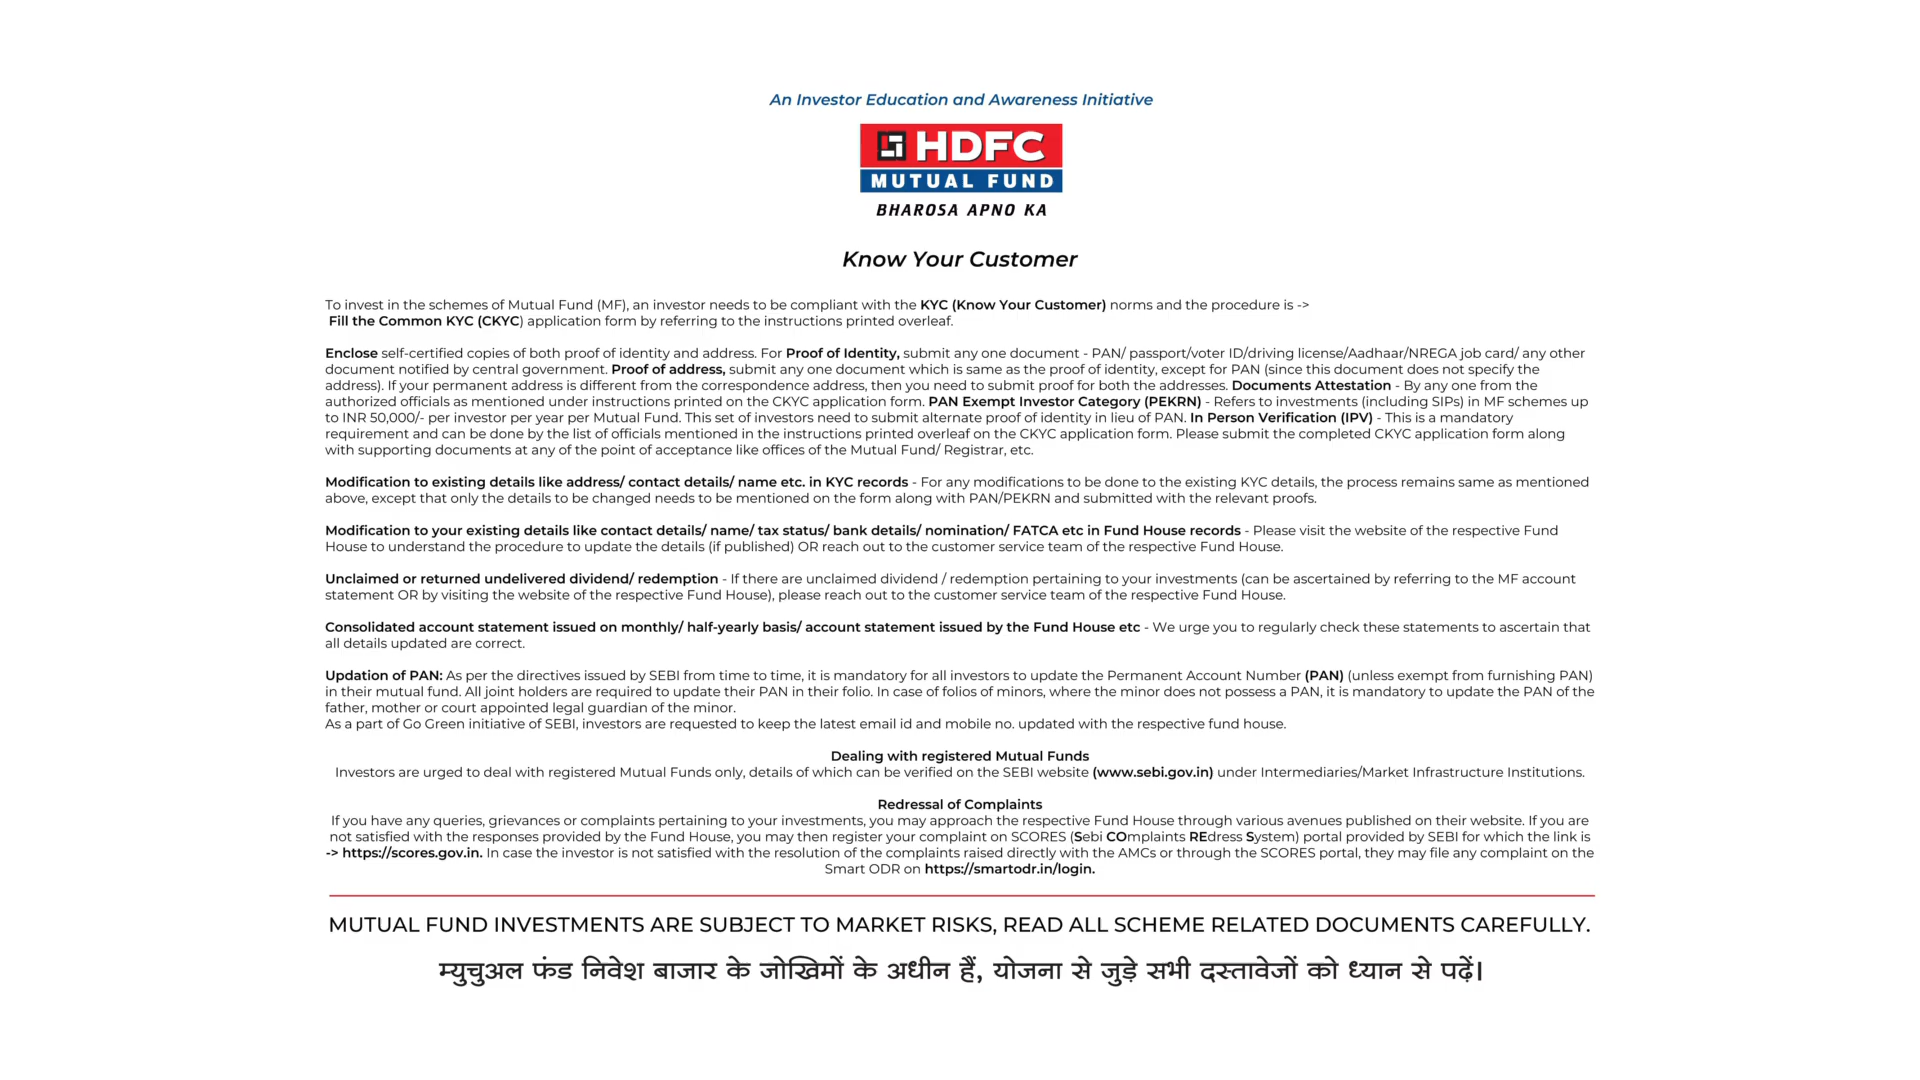 An Investor Education and Awareness Initiative
HDFC
MUTUAL FUND
BHAROSA APNO KA
Know Your Customer
To invest in the schemes of Mutual Fund (MF), an investor needs to be compliant with the KYC (Know Your Customer) norms and the procedure is ->
Fill the Common KYC (CKYC) application form by referring to the instructions printed overleaf.
Enclose self-certified copies of both proof of identity and address. For Proof of Identity, submit any one document - PAN/ passport/voter ID/driving license/Aadhaar/NREGA job card/ any other
document notified by central government. Proof of address, submit any one document which is same as the proof of identity, except for PAN (since this document does not specify the
address). If your permanent address is different from the correspondence address, then you need to submit proof for both the addresses. Documents Attestation - By any one from the
authorized officials as mentioned under instructions printed on the CKYC application form. PAN Exempt Investor Category (PEKRN) - Refers to investments (including SIPs) in MF schemes up
to INR 50,000/- per investor per year per Mutual Fund. This set of investors need to submit alternate proof of identity in lieu of PAN. In Person Verification (IPV) - This is a mandatory
requirement and can be done by the list of officials mentioned in the instructions printed overleaf on the CKYC application form. Please submit the completed CKYC application form along
with supporting documents at any of the point of acceptance like offices of the Mutual Fund/ Registrar, etc.
Modification to existing details like address/ contact details/ name etc. in KYC records - For any modifications to be done to the existing KYC details, the process remains same as mentioned
above, except that only the details to be changed needs to be mentioned on the form along with PAN/PEKRN and submitted with the relevant proofs.
Modification to your existing details like contact details/ name/ tax status/ bank details/ nomination/ FATCA etc in Fund House records - Please visit the website of the respective Fund
House to understand the procedure to update the details (if published) OR reach out to the customer service team of the respective Fund House.
Unclaimed or returned undelivered dividend/ redemption - If there are unclaimed dividend / redemption pertaining to your investments (can be ascertained by referring to the MF account
statement OR by visiting the website of the respective Fund House), please reach out to the customer service team of the respective Fund House.
Consolidated account statement issued on monthly/ half-yearly basis/ account statement issued by the Fund House etc - We urge you to regularly check these statements to ascertain that
all details updated are correct.
Updation of PAN: As per the directives issued by SEBI from time to time, it is mandatory for all investors to update the Permanent Account Number (PAN) (unless exempt from furnishing PAN)
in their mutual fund. All joint holders are required to update their PAN in their folio. In case of folios of minors, where the minor does not possess a PAN, it is mandatory to update the PAN of the
father, mother or court appointed legal guardian of the minor.
As a part of Go Green initiative of SEBI, investors are requested to keep the latest email id and mobile no. updated with the respective fund house.
Dealing with registered Mutual Funds
Investors are urged to deal with registered Mutual Funds only, details of which can be verified on the SEBI website (www.sebi.gov.in) under Intermediaries/Market Infrastructure Institutions.
Redressal of Complaints
If you have any queries, grievances or complaints pertaining to your investments, you may approach the respective Fund House through various avenues published on their website. If you are
not satisfied with the responses provided by the Fund House, you may then register your complaint on SCORES (Sebi COmplaints REdress System) portal provided by SEBI for which the link is
-> https://scores.gov.in. In case the investor is not satisfied with the resolution of the complaints raised directly with the AMCs or through the SCORES portal, they may file any complaint on the
Smart ODR on https://smartodr.in/login.
MUTUAL FUND INVESTMENTS ARE SUBJECT TO MARKET RISKS, READ ALL SCHEME RELATED DOCUMENTS CAREFULLY.
म्युचुअल फंड निवेश बाजार के जोखिमों के अधीन हैं, योजना से जुड़े सभी दस्तावेजों को ध्यान से पढ़ें।